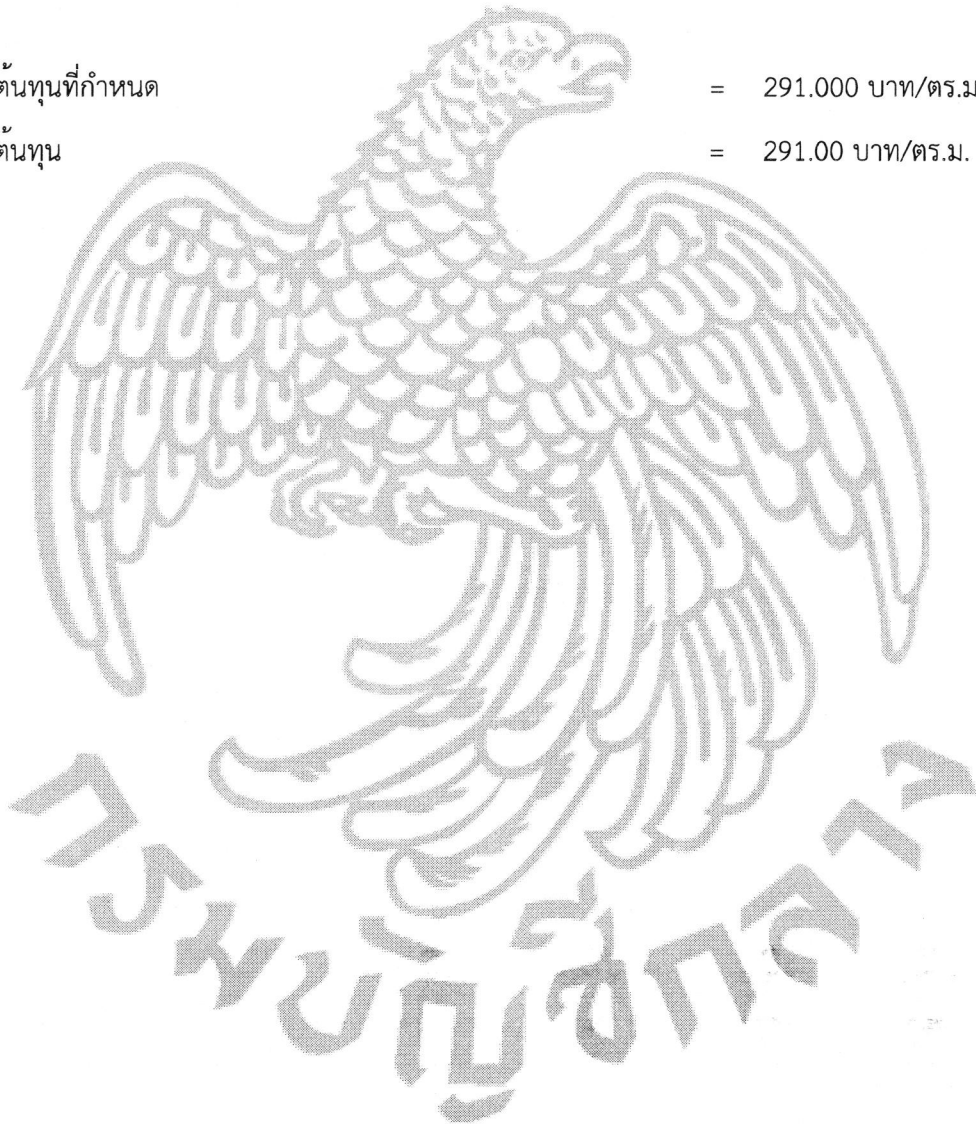 ต้นทุนที่กำหนด = 291.000 บาท/ตร.ม
ต้นทุน = 291.00 บาท/ตร.ม.
กรมบัญชีกลาง